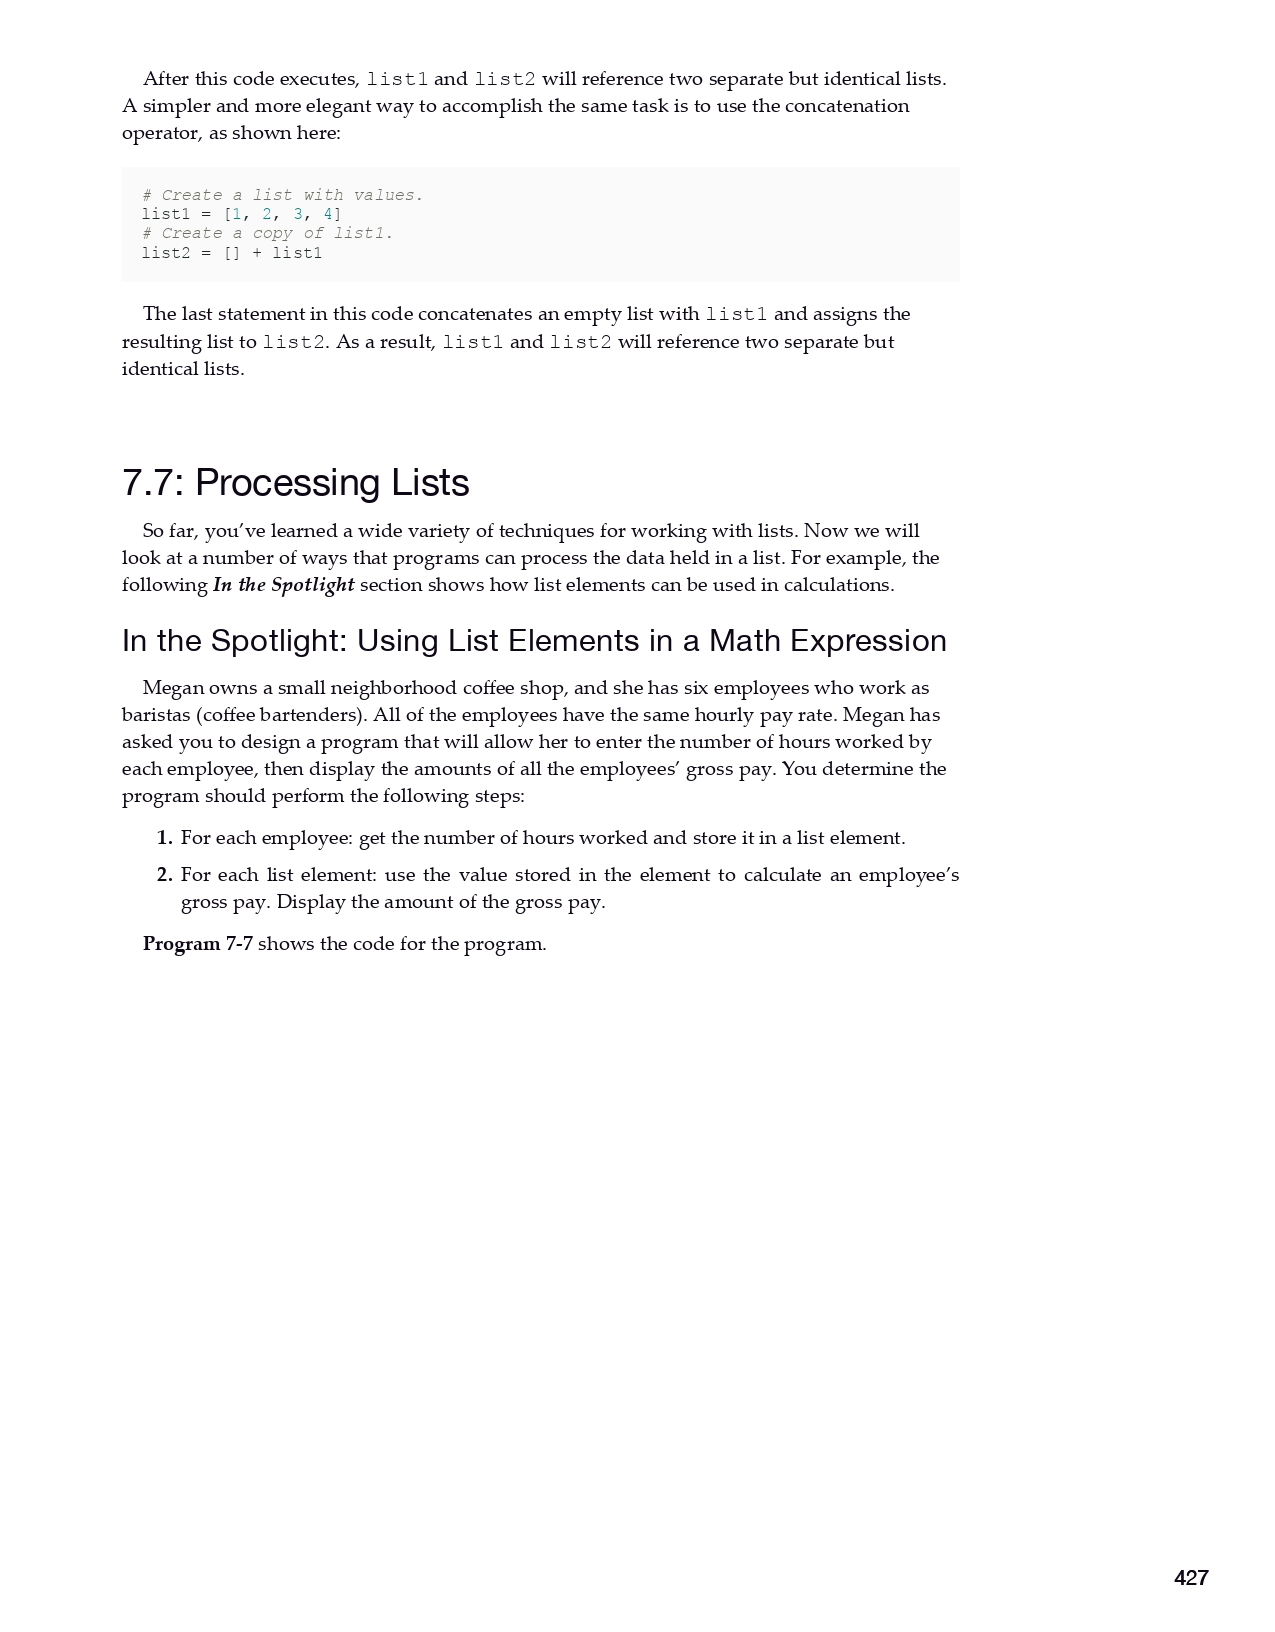 After this code executes, list1 and list2 will reference two separate but identical lists.
A simpler and more elegant way to accomplish the same task is to use the concatenation
operator, as shown here:
# Create a list with values.
list1 = [1, 2, 3, 4]
# Create a copy of list1.
list2 = [] + list1
The last statement in this code concatenates an empty list with list1 and assigns the
resulting list to list2. As a result, list1 and list2 will reference two separate but
identical lists.
7.7: Processing Lists
So far, you’ve learned a wide variety of techniques for working with lists. Now we will
look at a number of ways that programs can process the data held in a list. For example, the
following In the Spotlight section shows how list elements can be used in calculations.
In the Spotlight: Using List Elements in a Math Expression
Megan owns a small neighborhood coffee shop, and she has six employees who work as
baristas (coffee bartenders). All of the employees have the same hourly pay rate. Megan has
asked you to design a program that will allow her to enter the number of hours worked by
each employee, then display the amounts of all the employees’ gross pay. You determine the
program should perform the following steps:
1. For each employee: get the number of hours worked and store it in a list element.
2. For each list element: use the value stored in the element to calculate an employee’s
gross pay. Display the amount of the gross pay.
Program 7-7 shows the code for the program.
427